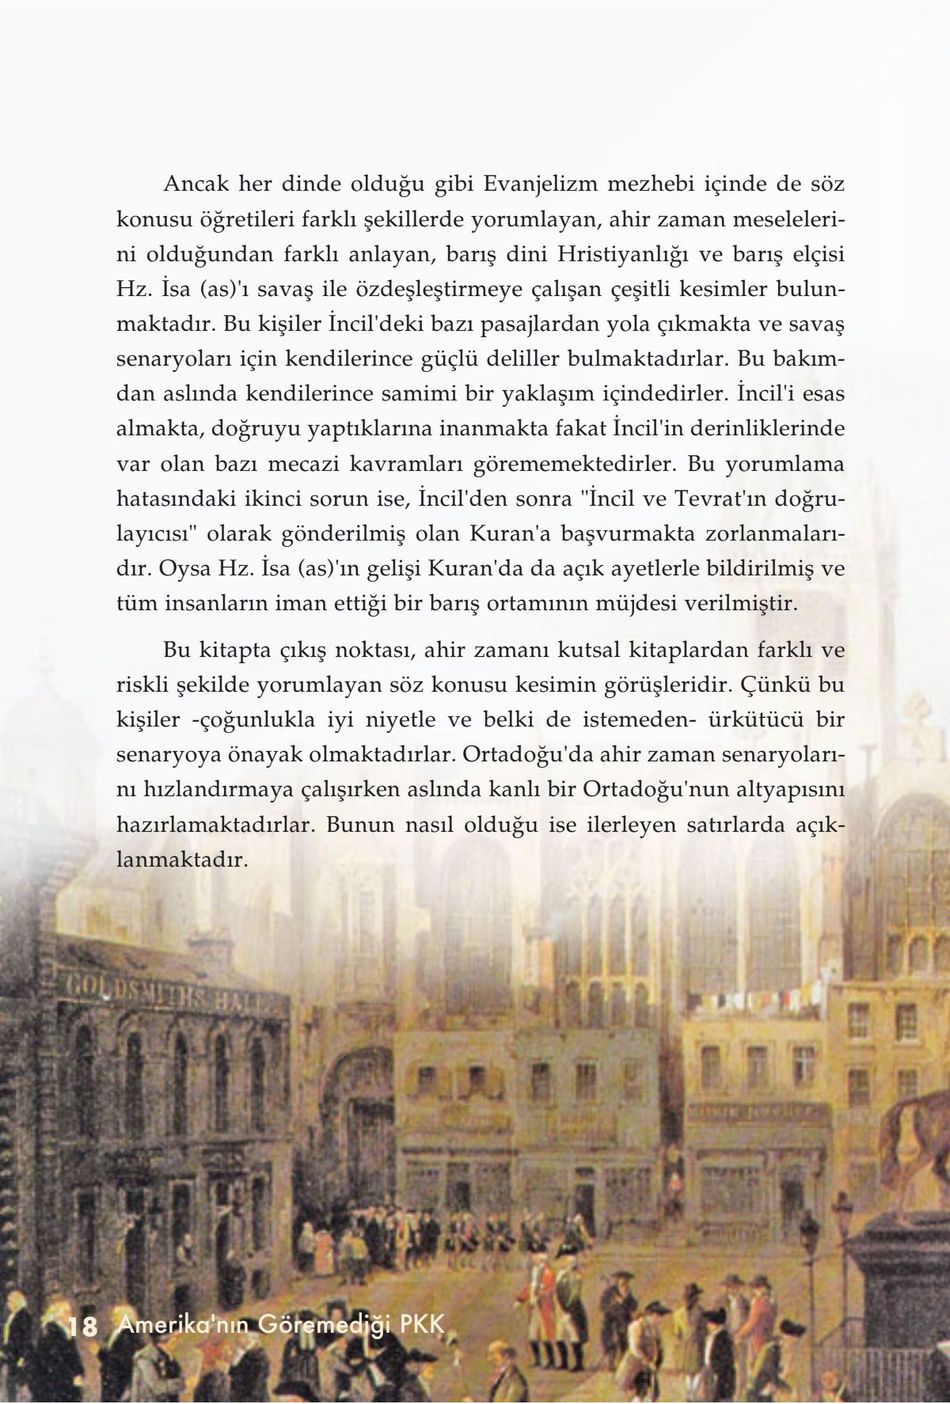 Ancak her dinde olduğu gibi Evanjelizm mezhebi içinde de söz
konusu öğretileri farklı şekillerde yorumlayan, ahir zaman meseleleri-
ni olduğundan farklı anlayan, barış dini Hristiyanlığı ve barış elçisi
Hz. İsa (as)'ı savaş ile özdeşleştirmeye çalışan çeşitli kesimler bulun-
maktadır. Bu kişiler İncil'deki bazı pasajlardan yola çıkmakta ve savaş
senaryoları için kendilerince güçlü deliller bulmaktadırlar. Bu bakım-
dan aslında kendilerince samimi bir yaklaşım içindedirler. İncil'i esas
almakta, doğruyu yaptıklarına inanmakta fakat İncil'in derinliklerinde
var olan bazı mecazi kavramları görememektedirler. Bu yorumlama
hatasındaki ikinci sorun ise, İncil'den sonra "İncil ve Tevrat'ın doğru-
layıcısı" olarak gönderilmiş olan Kuran'a başvurmakta zorlanmaları-
dır. Oysa Hz. İsa (as)'ın gelişi Kuran'da da açık ayetlerle bildirilmiş ve
tüm insanların iman ettiği bir barış ortamının müjdesi verilmiştir.
Bu kitapta çıkış noktası, ahir zamanı kutsal kitaplardan farklı ve
riskli şekilde yorumlayan söz konusu kesimin görüşleridir. Çünkü bu
kişiler -çoğunlukla iyi niyetle ve belki de istemeden- ürkütücü bir
senaryoya önayak olmaktadırlar. Ortadoğu'da ahir zaman senaryoları-
nı hızlandırmaya çalışırken aslında kanlı bir Ortadoğu'nun altyapısını
hazırlamaktadırlar. Bunun nasıl olduğu ise ilerleyen satırlarda açık-
lanmaktadır.
GOLDSMITHS HALL
18 Amerika'nın Göremediği PKK